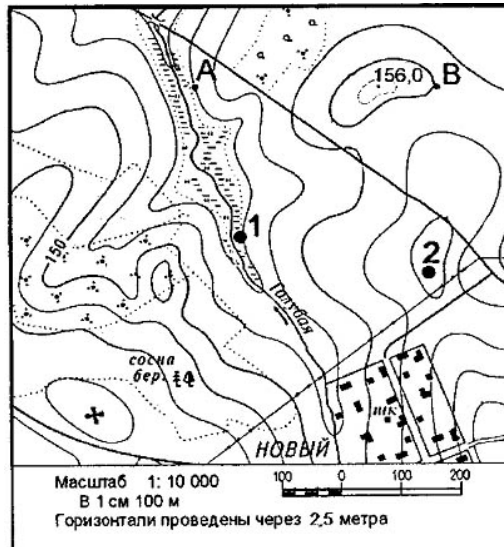 А
156,0
В
1
2
150
Голубая
сосна
бер.
шк
НОВЫЙ
Масштаб 1: 10 000
В 1 см 100 м
100 0 100 200
Горизонтали проведены через 2,5 метра